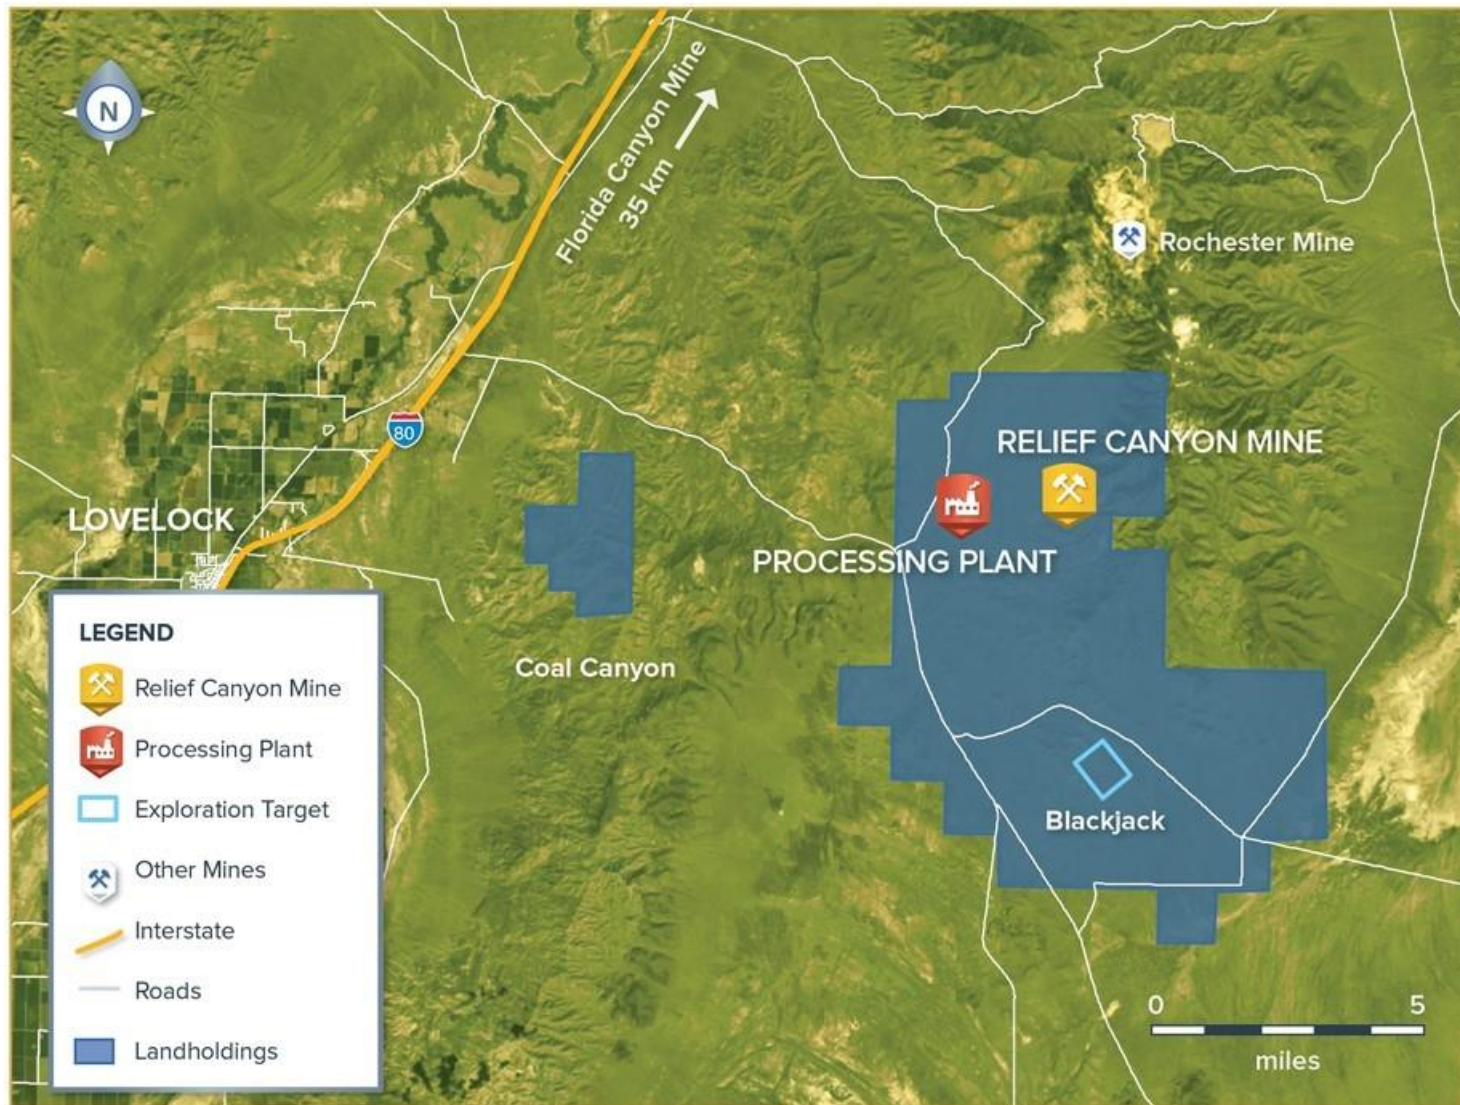 N
Florida Canyon Mine
35 km
Rochester Mine
80
RELIEF CANYON MINE
LOVELOCK
PROCESSING PLANT
Coal Canyon
Blackjack
LEGEND
Relief Canyon Mine
Processing Plant
Exploration Target
Other Mines
Interstate
Roads
Landholdings
0 5
miles